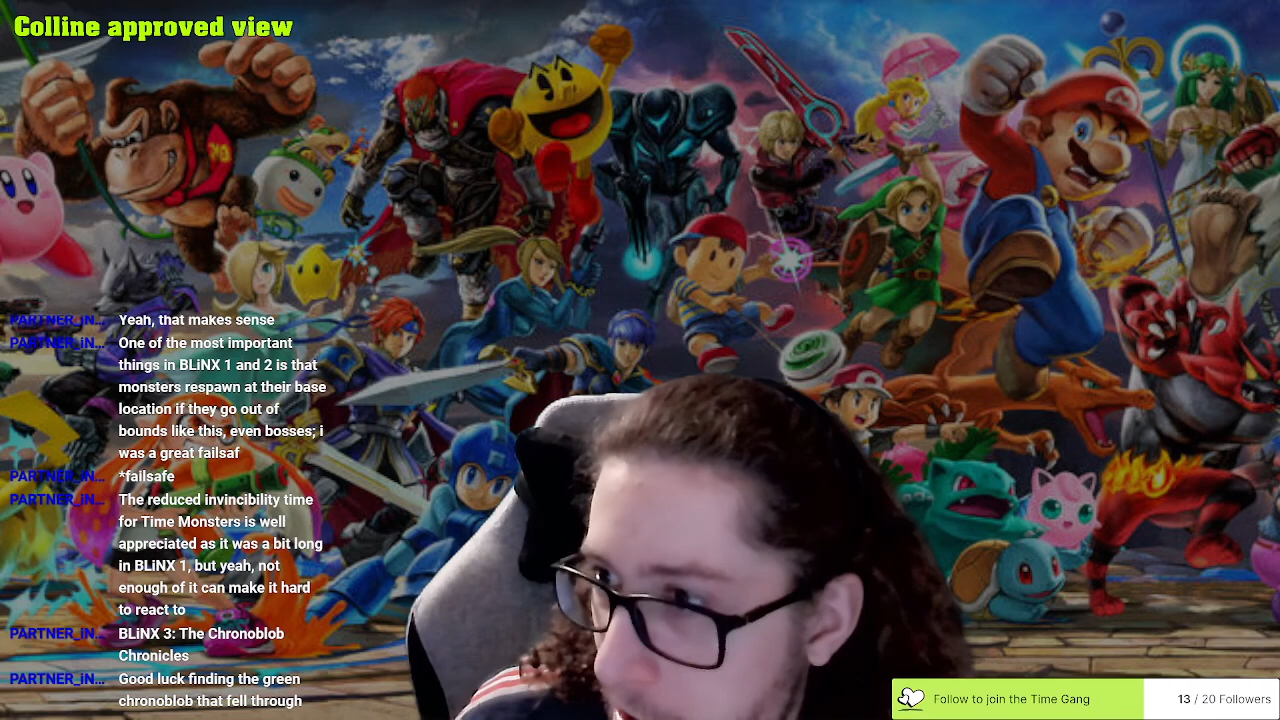 Colline approved view
PARTNER_IN... Yeah, that makes sense
PARTNER_IN... One of the most important
things in BLiNX 1 and 2 is that
monsters respawn at their base
location if they go out of
bounds like this, even bosses; i
was a great failsaf
PARTNER_IN... *failsafe
PARTNER_IN... The reduced invincibility time
for Time Monsters is well
appreciated as it was a bit long
in BLiNX 1, but yeah, not
enough of it can make it hard
to react to
PARTNER_IN... BLiNX 3: The Chronoblob
Chronicles
PARTNER_IN... Good luck finding the green
chronoblob that fell through
Follow to join the Time Gang 13 / 20 Followers